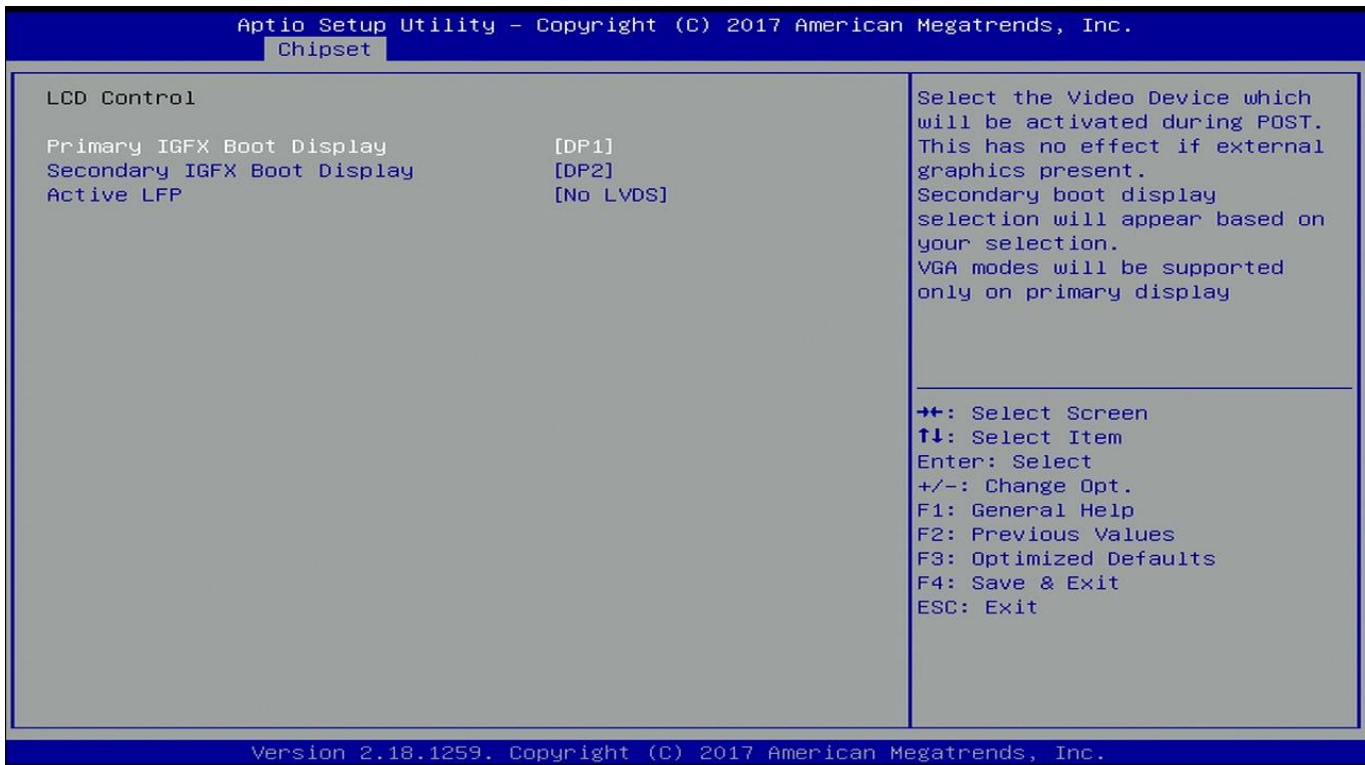 Aptio Setup Utility – Copyright (C) 2017 American Megatrends, Inc.
Chipset
LCD Control
Primary IGFX Boot Display [DP1]
Secondary IGFX Boot Display [DP2]
Active LFP [No LVDS]
Select the Video Device which
will be activated during POST.
This has no effect if external
graphics present.
Secondary boot display
selection will appear based on
your selection.
VGA modes will be supported
only on primary display
→←: Select Screen
↑↓: Select Item
Enter: Select
+/-: Change Opt.
F1: General Help
F2: Previous Values
F3: Optimized Defaults
F4: Save & Exit
ESC: Exit
Version 2.18.1259. Copyright (C) 2017 American Megatrends, Inc.